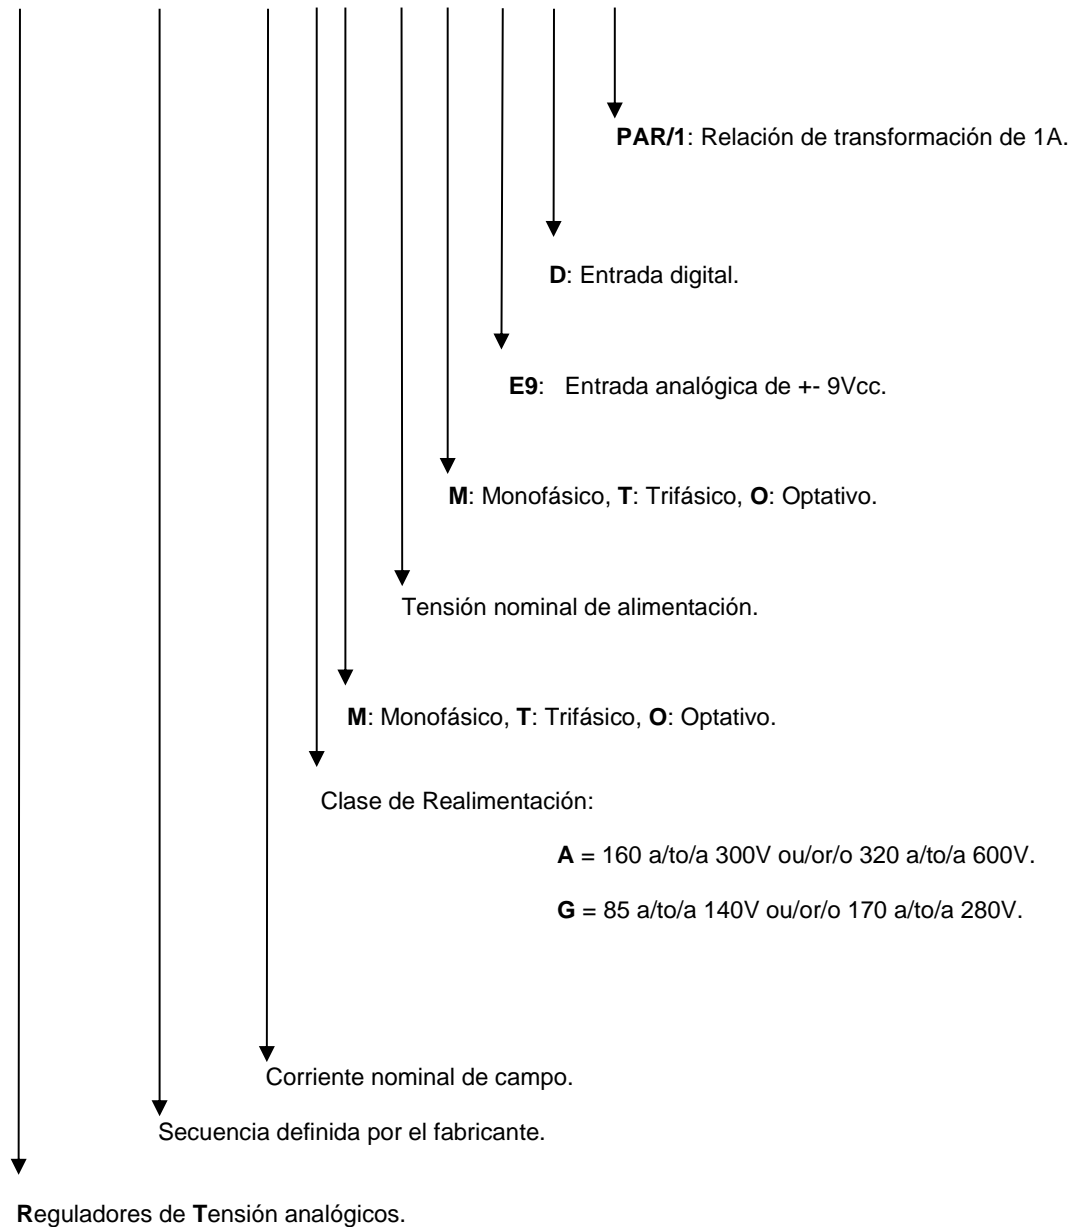 PAR/1: Relación de transformación de 1A.
D: Entrada digital.
E9: Entrada analógica de +- 9Vcc.
M: Monofásico, T: Trifásico, O: Optativo.
Tensión nominal de alimentación.
M: Monofásico, T: Trifásico, O: Optativo.
Clase de Realimentación:
A = 160 a/to/a 300V ou/or/o 320 a/to/a 600V.
G = 85 a/to/a 140V ou/or/o 170 a/to/a 280V.
Corriente nominal de campo.
Secuencia definida por el fabricante.
Reguladores de Tensión analógicos.